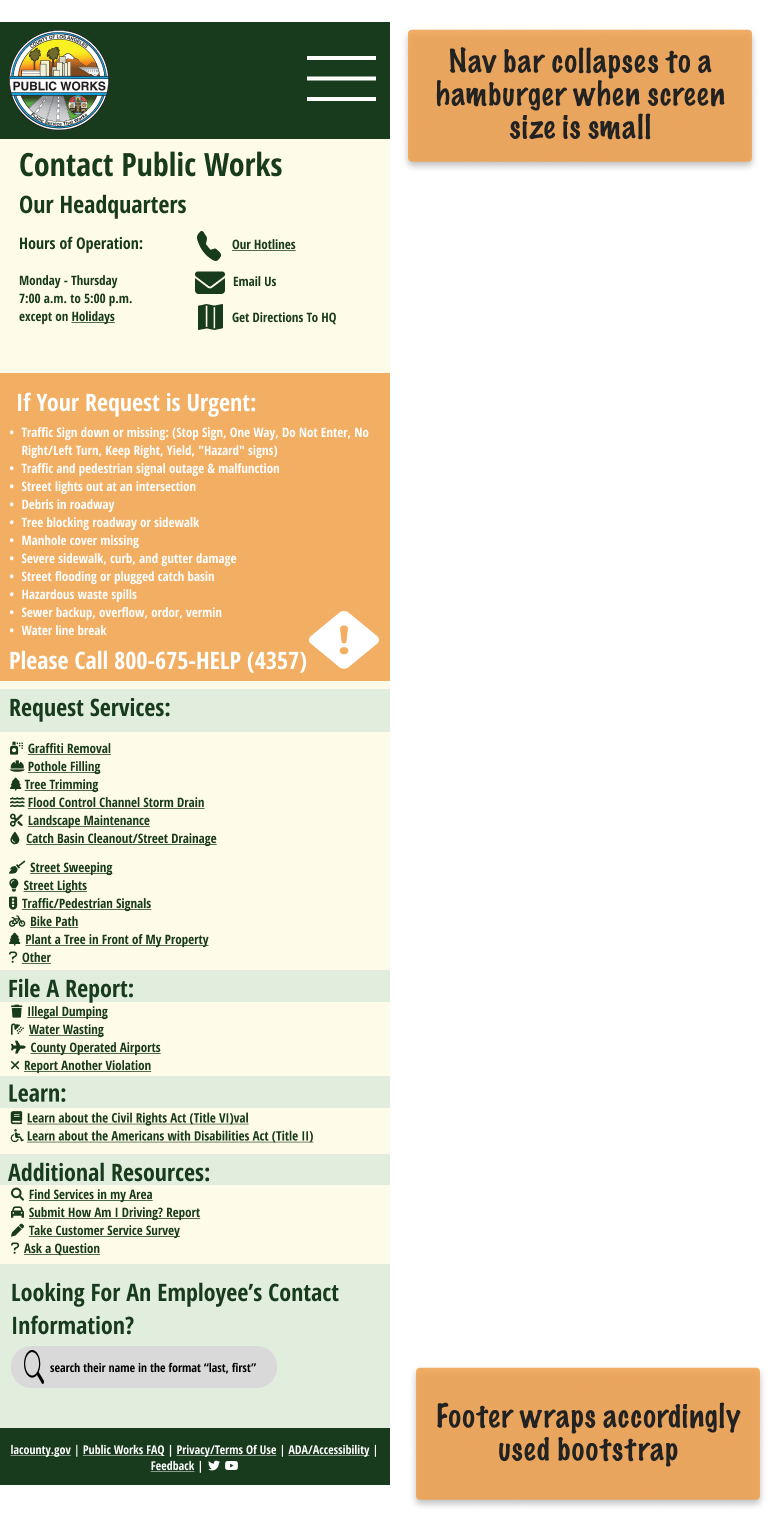 COUNTY OF LOS ANGELES
PUBLIC WORKS
Public Service That Works
Nav bar collapses to a
hamburger when screen
size is small
Contact Public Works
Our Headquarters
Hours of Operation:
Our Hotlines
Monday - Thursday
Email Us
7:00 a.m. to 5:00 p.m.
except on Holidays
Get Directions To HQ
If Your Request is Urgent:
• Traffic Sign down or missing: (Stop Sign, One Way, Do Not Enter, No
Right/Left Turn, Keep Right, Yield, "Hazard" signs)
• Traffic and pedestrian signal outage & malfunction
• Street lights out at an intersection
• Debris in roadway
• Tree blocking roadway or sidewalk
• Manhole cover missing
• Severe sidewalk, curb, and gutter damage
• Street flooding or plugged catch basin
• Hazardous waste spills
• Sewer backup, overflow, ordor, vermin
• Water line break
Please Call 800-675-HELP (4357)
Request Services:
Graffiti Removal
Pothole Filling
Tree Trimming
Flood Control Channel Storm Drain
Landscape Maintenance
Catch Basin Cleanout/Street Drainage
Street Sweeping
Street Lights
Traffic/Pedestrian Signals
Bike Path
Plant a Tree in Front of My Property
? Other
File A Report:
Illegal Dumping
Water Wasting
County Operated Airports
Report Another Violation
Learn:
Learn about the Civil Rights Act (Title VI)val
Learn about the Americans with Disabilities Act (Title II)
Additional Resources:
Find Services in my Area
Submit How Am I Driving? Report
Take Customer Service Survey
? Ask a Question
Looking For An Employee’s Contact
Information?
search their name in the format “last, first”
Footer wraps accordingly
used bootstrap
lacounty.gov | Public Works FAQ | Privacy/Terms Of Use | ADA/Accessibility |
Feedback |